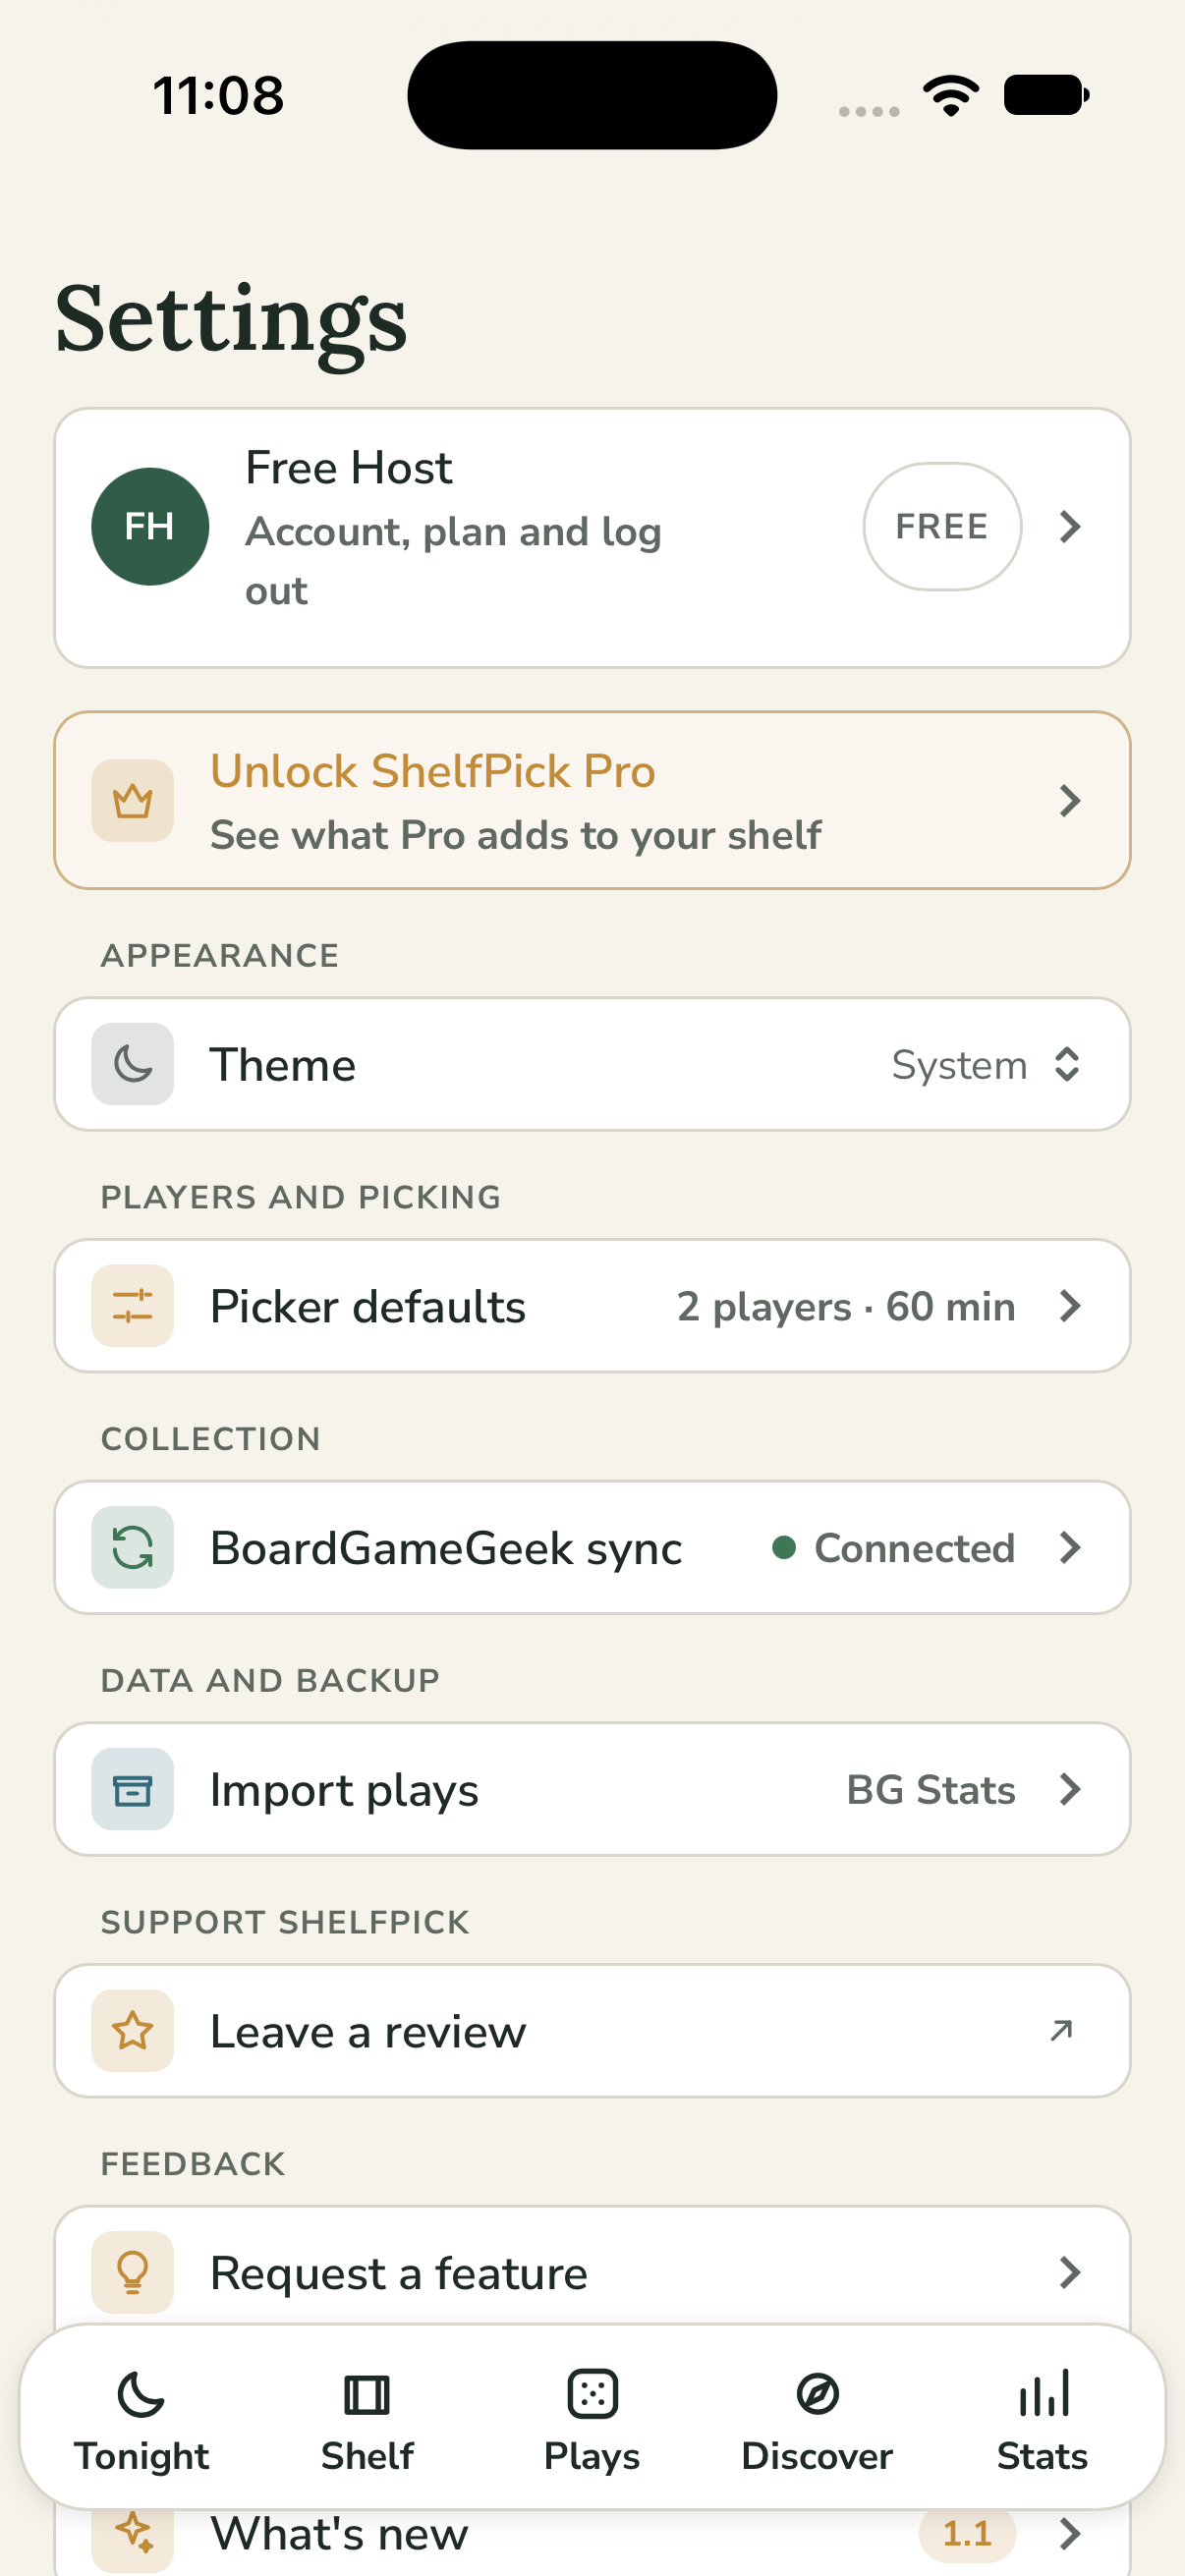 11:08
Settings
FH
Free Host
Account, plan and log
out
FREE
Unlock ShelfPick Pro
See what Pro adds to your shelf
APPEARANCE
Theme
System
PLAYERS AND PICKING
Picker defaults
2 players · 60 min
COLLECTION
BoardGameGeek sync
Connected
DATA AND BACKUP
Import plays
BG Stats
SUPPORT SHELFPICK
Leave a review
FEEDBACK
Request a feature
Tonight
Shelf
Plays
Discover
Stats
What's new
1.1